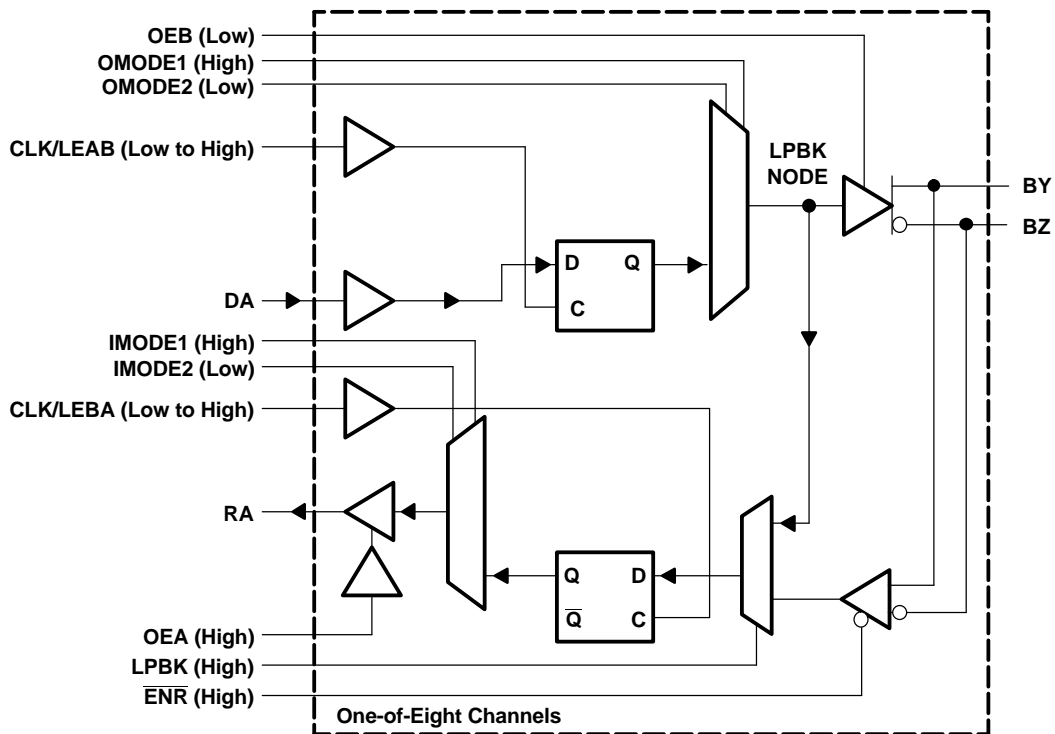 OEB (Low)
OMODE1 (High)
OMODE2 (Low)
CLK/LEAB (Low to High)
LPBK
NODE
BY
BZ
D Q
C
DA
IMODE1 (High)
IMODE2 (Low)
CLK/LEBA (Low to High)
RA
Q D
Q̅ C
OEA (High)
LPBK (High)
E̅N̅R̅ (High)
One-of-Eight Channels